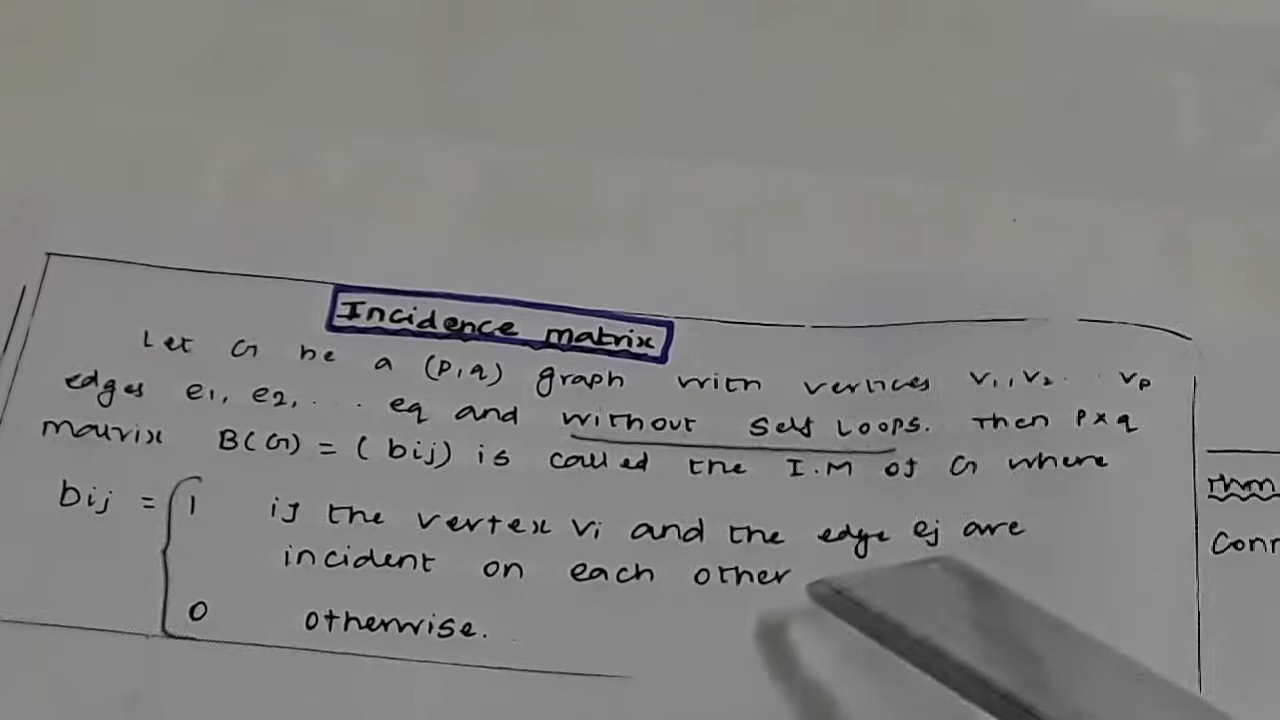 Incidence matrix
Let G be a (p,q) graph with vertices v1, v2.. vp
edges e1, e2, . . eq and without self loops. Then p x q
matrix B(G) = (bij) is called the I.M of G where
bij = { 1 if the vertex vi and the edge ej are
incident on each other
0 otherwise.
Thm
Conn